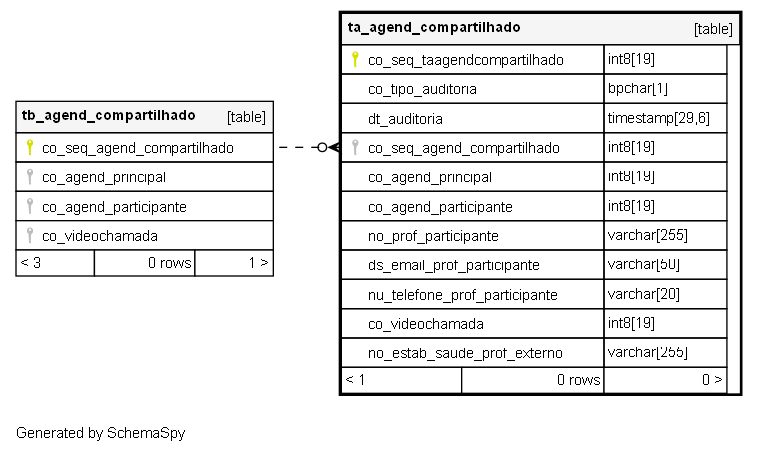 tb_agend_compartilhado [table]
co_seq_agend_compartilhado
co_agend_principal
co_agend_participante
co_videochamada
< 3 0 rows 1 >
ta_agend_compartilhado [table]
co_seq_taagendcompartilhado int8[19]
co_tipo_auditoria bpchar[1]
dt_auditoria timestamp[29,6]
co_seq_agend_compartilhado int8[19]
co_agend_principal int8[19]
co_agend_participante int8[19]
no_prof_participante varchar[255]
ds_email_prof_participante varchar[50]
nu_telefone_prof_participante varchar[20]
co_videochamada int8[19]
no_estab_saude_prof_externo varchar[255]
< 1 0 rows 0 >
Generated by SchemaSpy